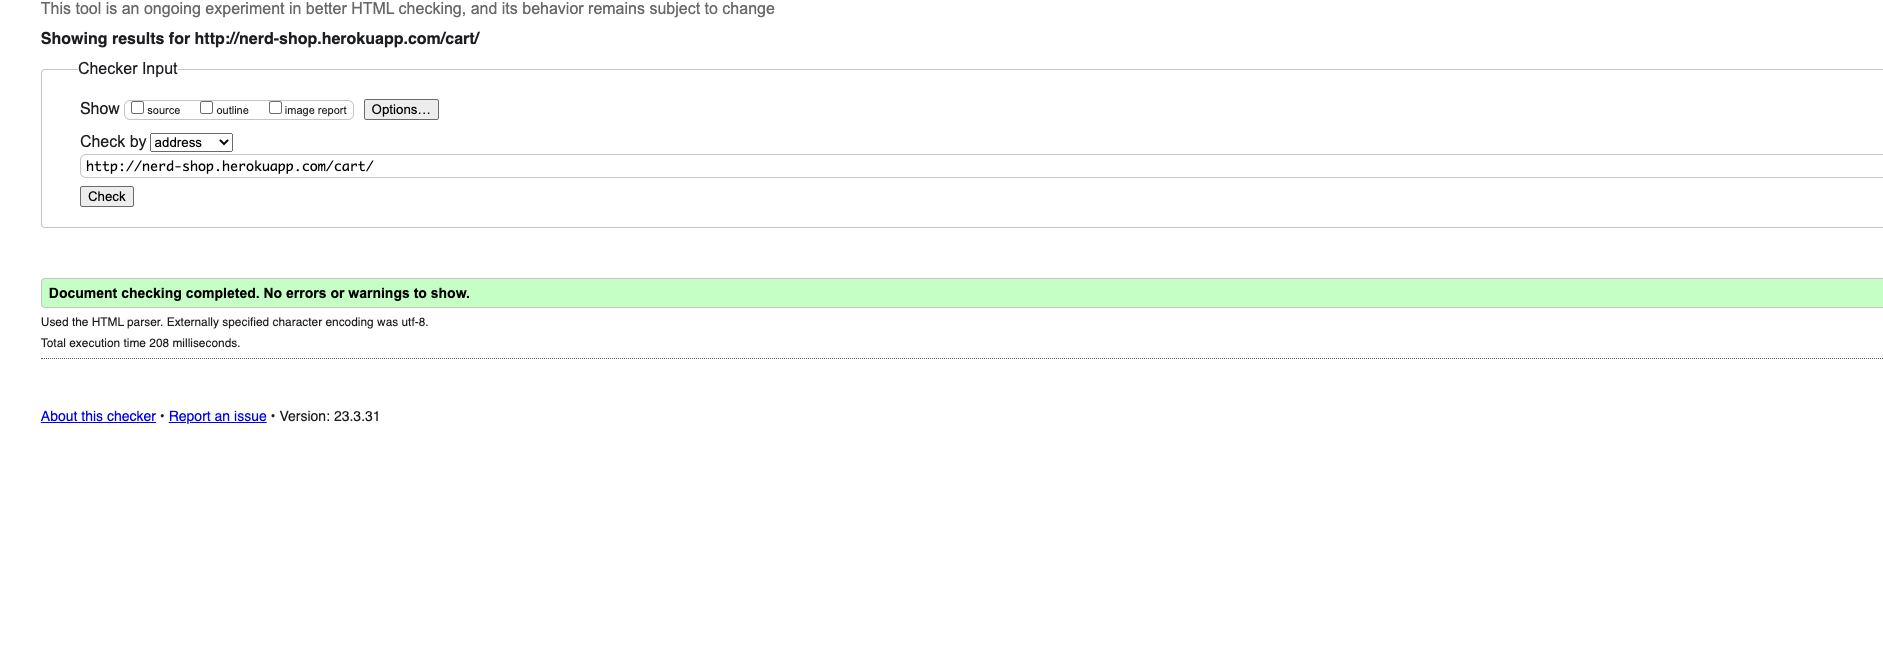 This tool is an ongoing experiment in better HTML checking, and its behavior remains subject to change
Showing results for http://nerd-shop.herokuapp.com/cart/
Checker Input
Show source outline image report Options...
Check by address
http://nerd-shop.herokuapp.com/cart/
Check
Document checking completed. No errors or warnings to show.
Used the HTML parser. Externally specified character encoding was utf-8.
Total execution time 208 milliseconds.
About this checker • Report an issue • Version: 23.3.31